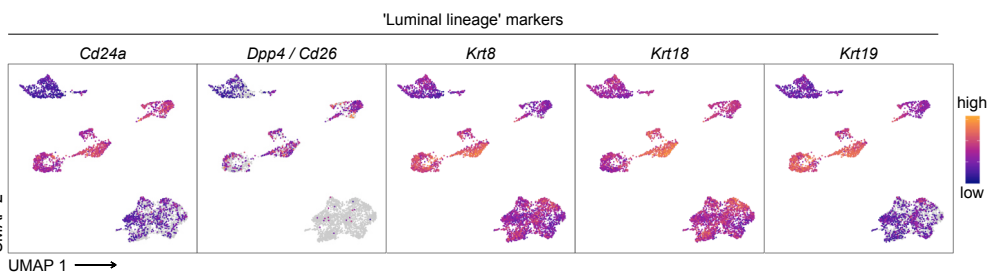 'Luminal lineage' markers
Cd24a Dpp4 / Cd26 Krt8 Krt18 Krt19
high
low
UMAP 1